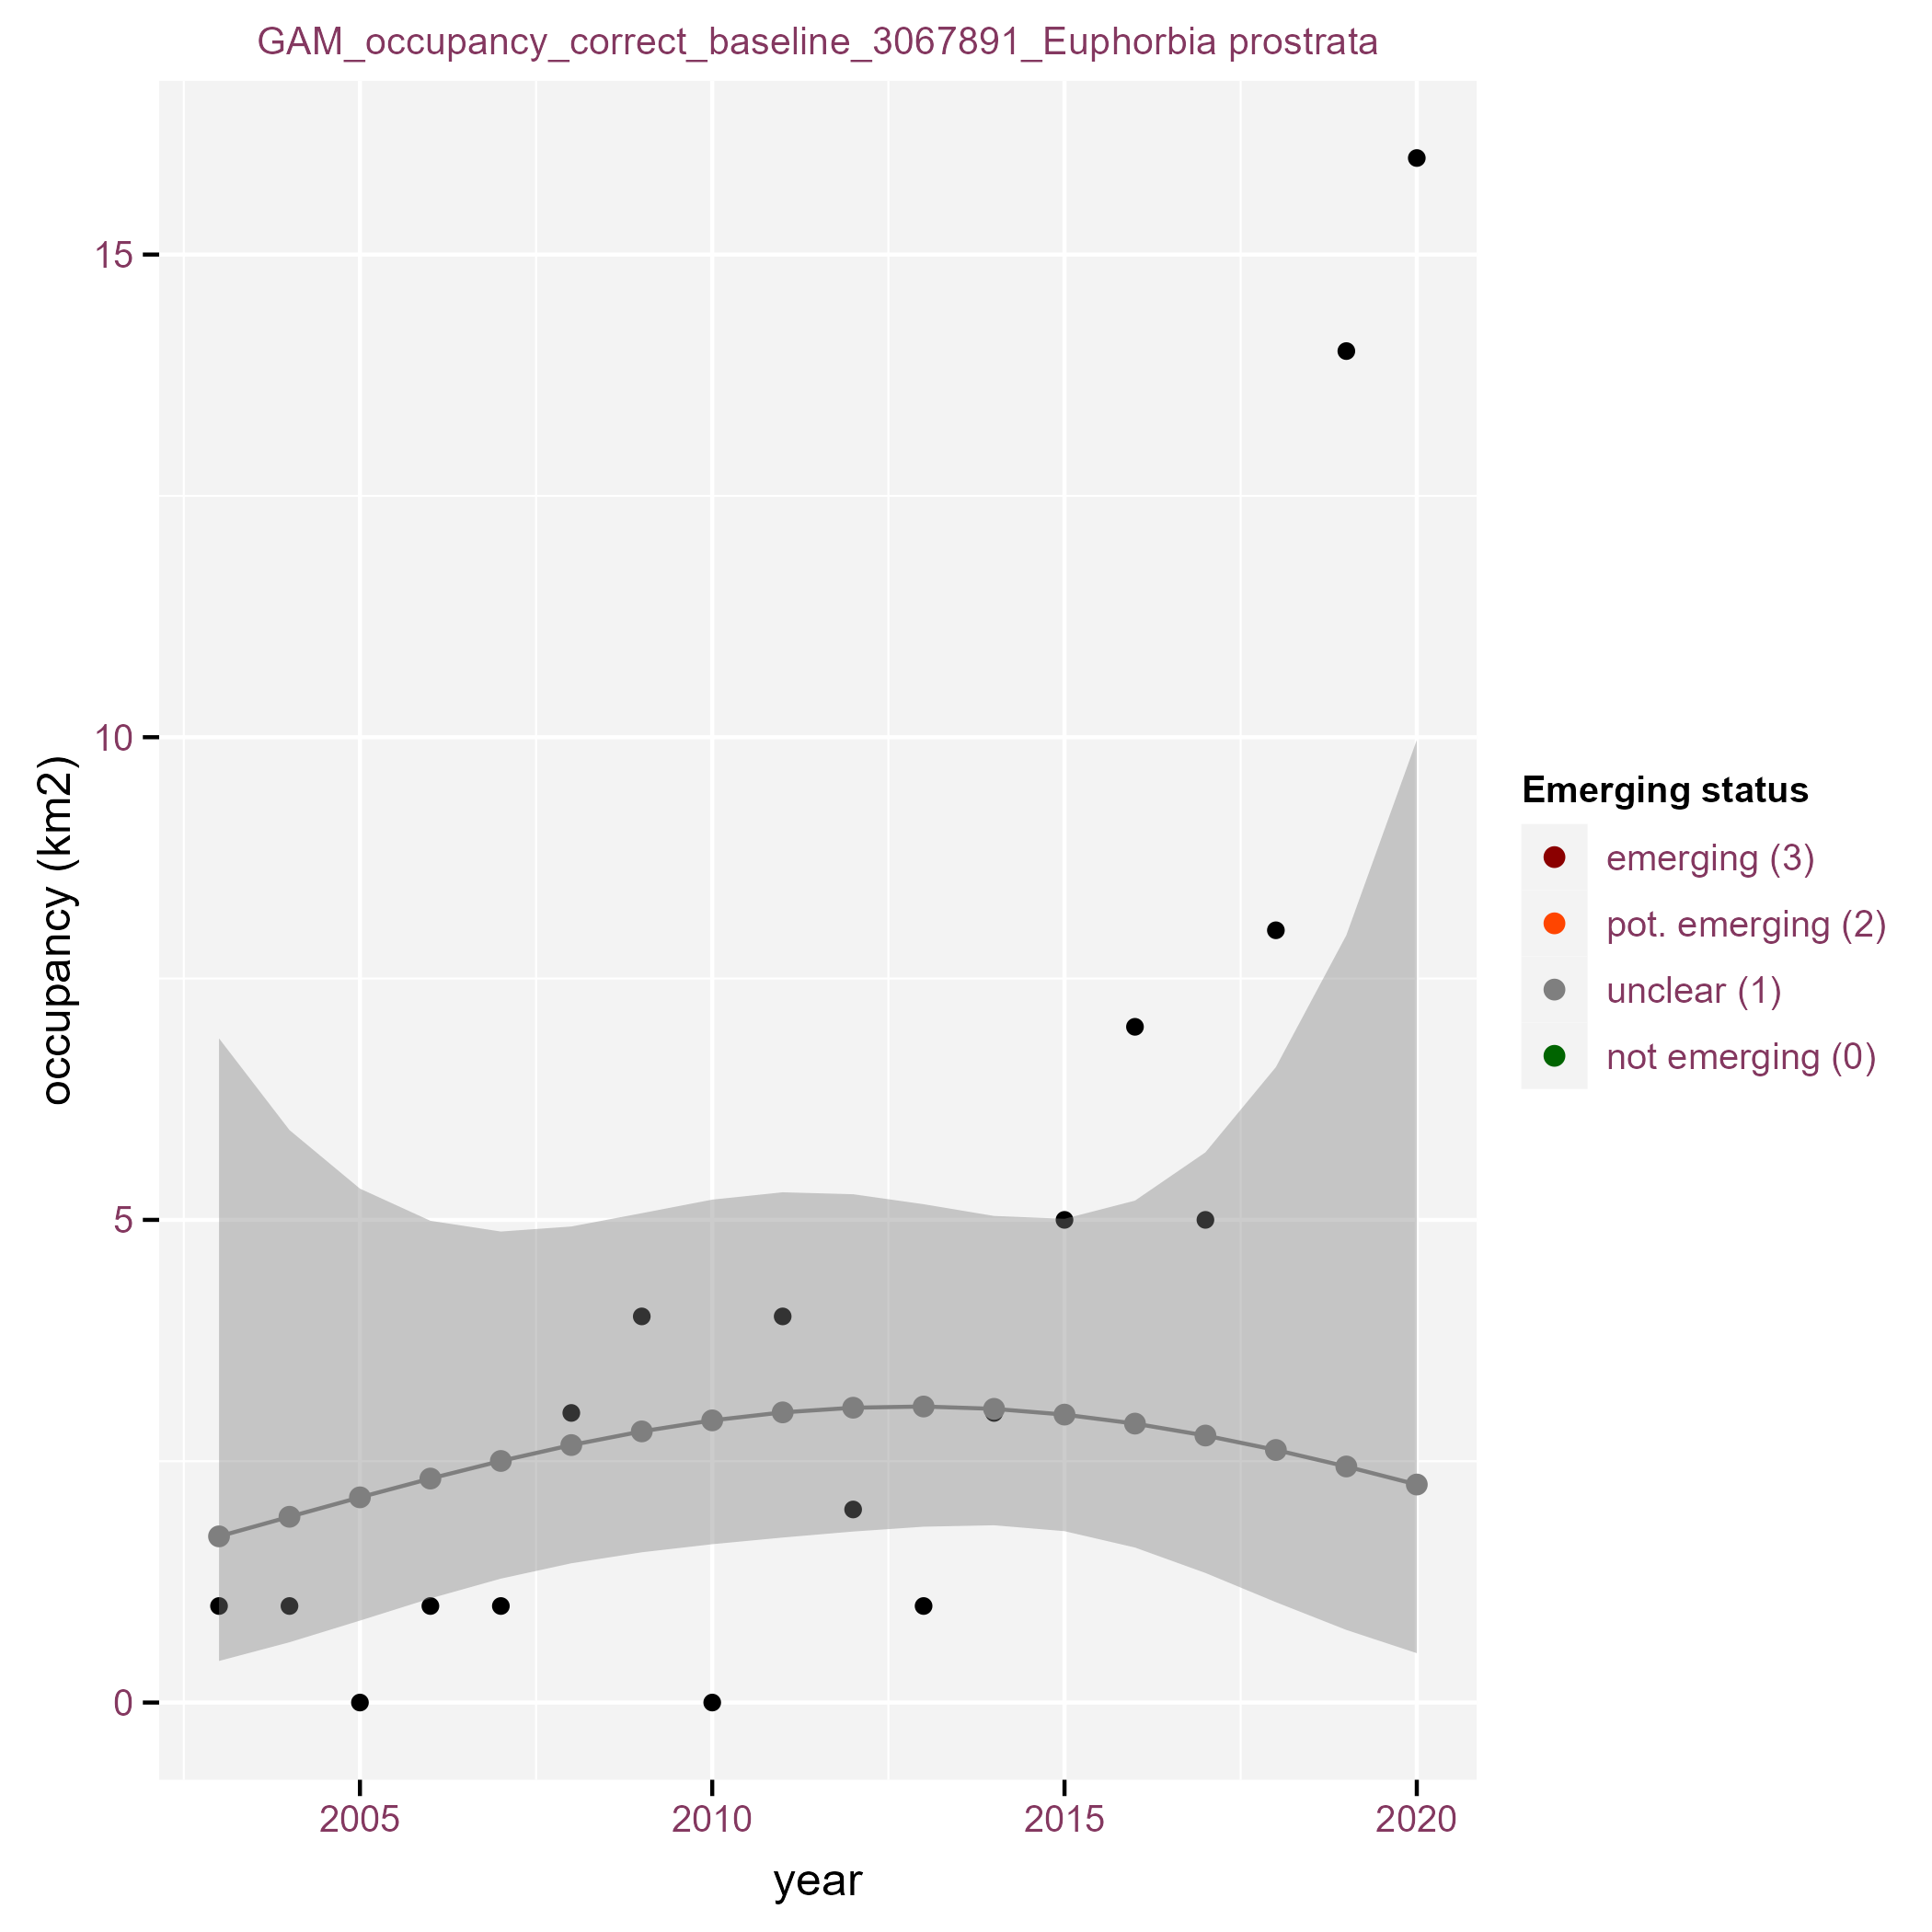 GAM_occupancy_correct_baseline_3067891_Euphorbia prostrata
15
10
5
0
occupancy (km2)
2005 2010 2015 2020
year
Emerging status
emerging (3)
pot. emerging (2)
unclear (1)
not emerging (0)